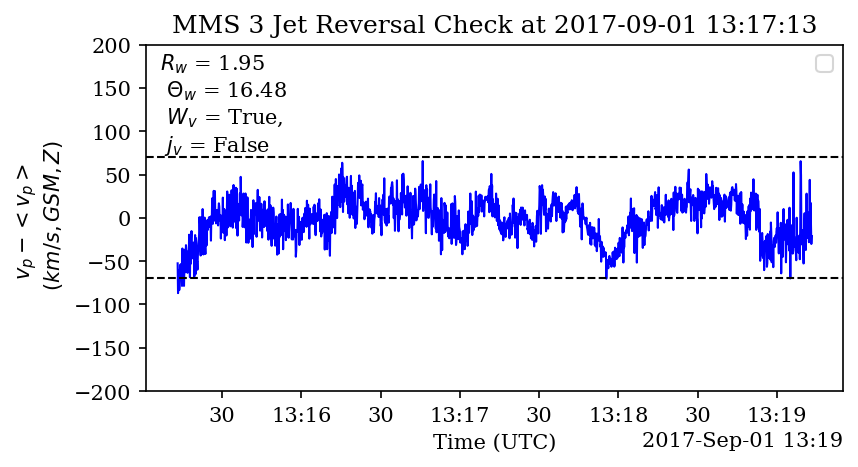 MMS 3 Jet Reversal Check at 2017-09-01 13:17:13
200
150
100
50
0
−50
−100
−150
−200
v_p − < v_p >
(km/s, GSM, Z)
R_w = 1.95
Θ_w = 16.48
W_v = True,
j_v = False
30 13:16 30 13:17 30 13:18 30 13:19
Time (UTC) 2017-Sep-01 13:19